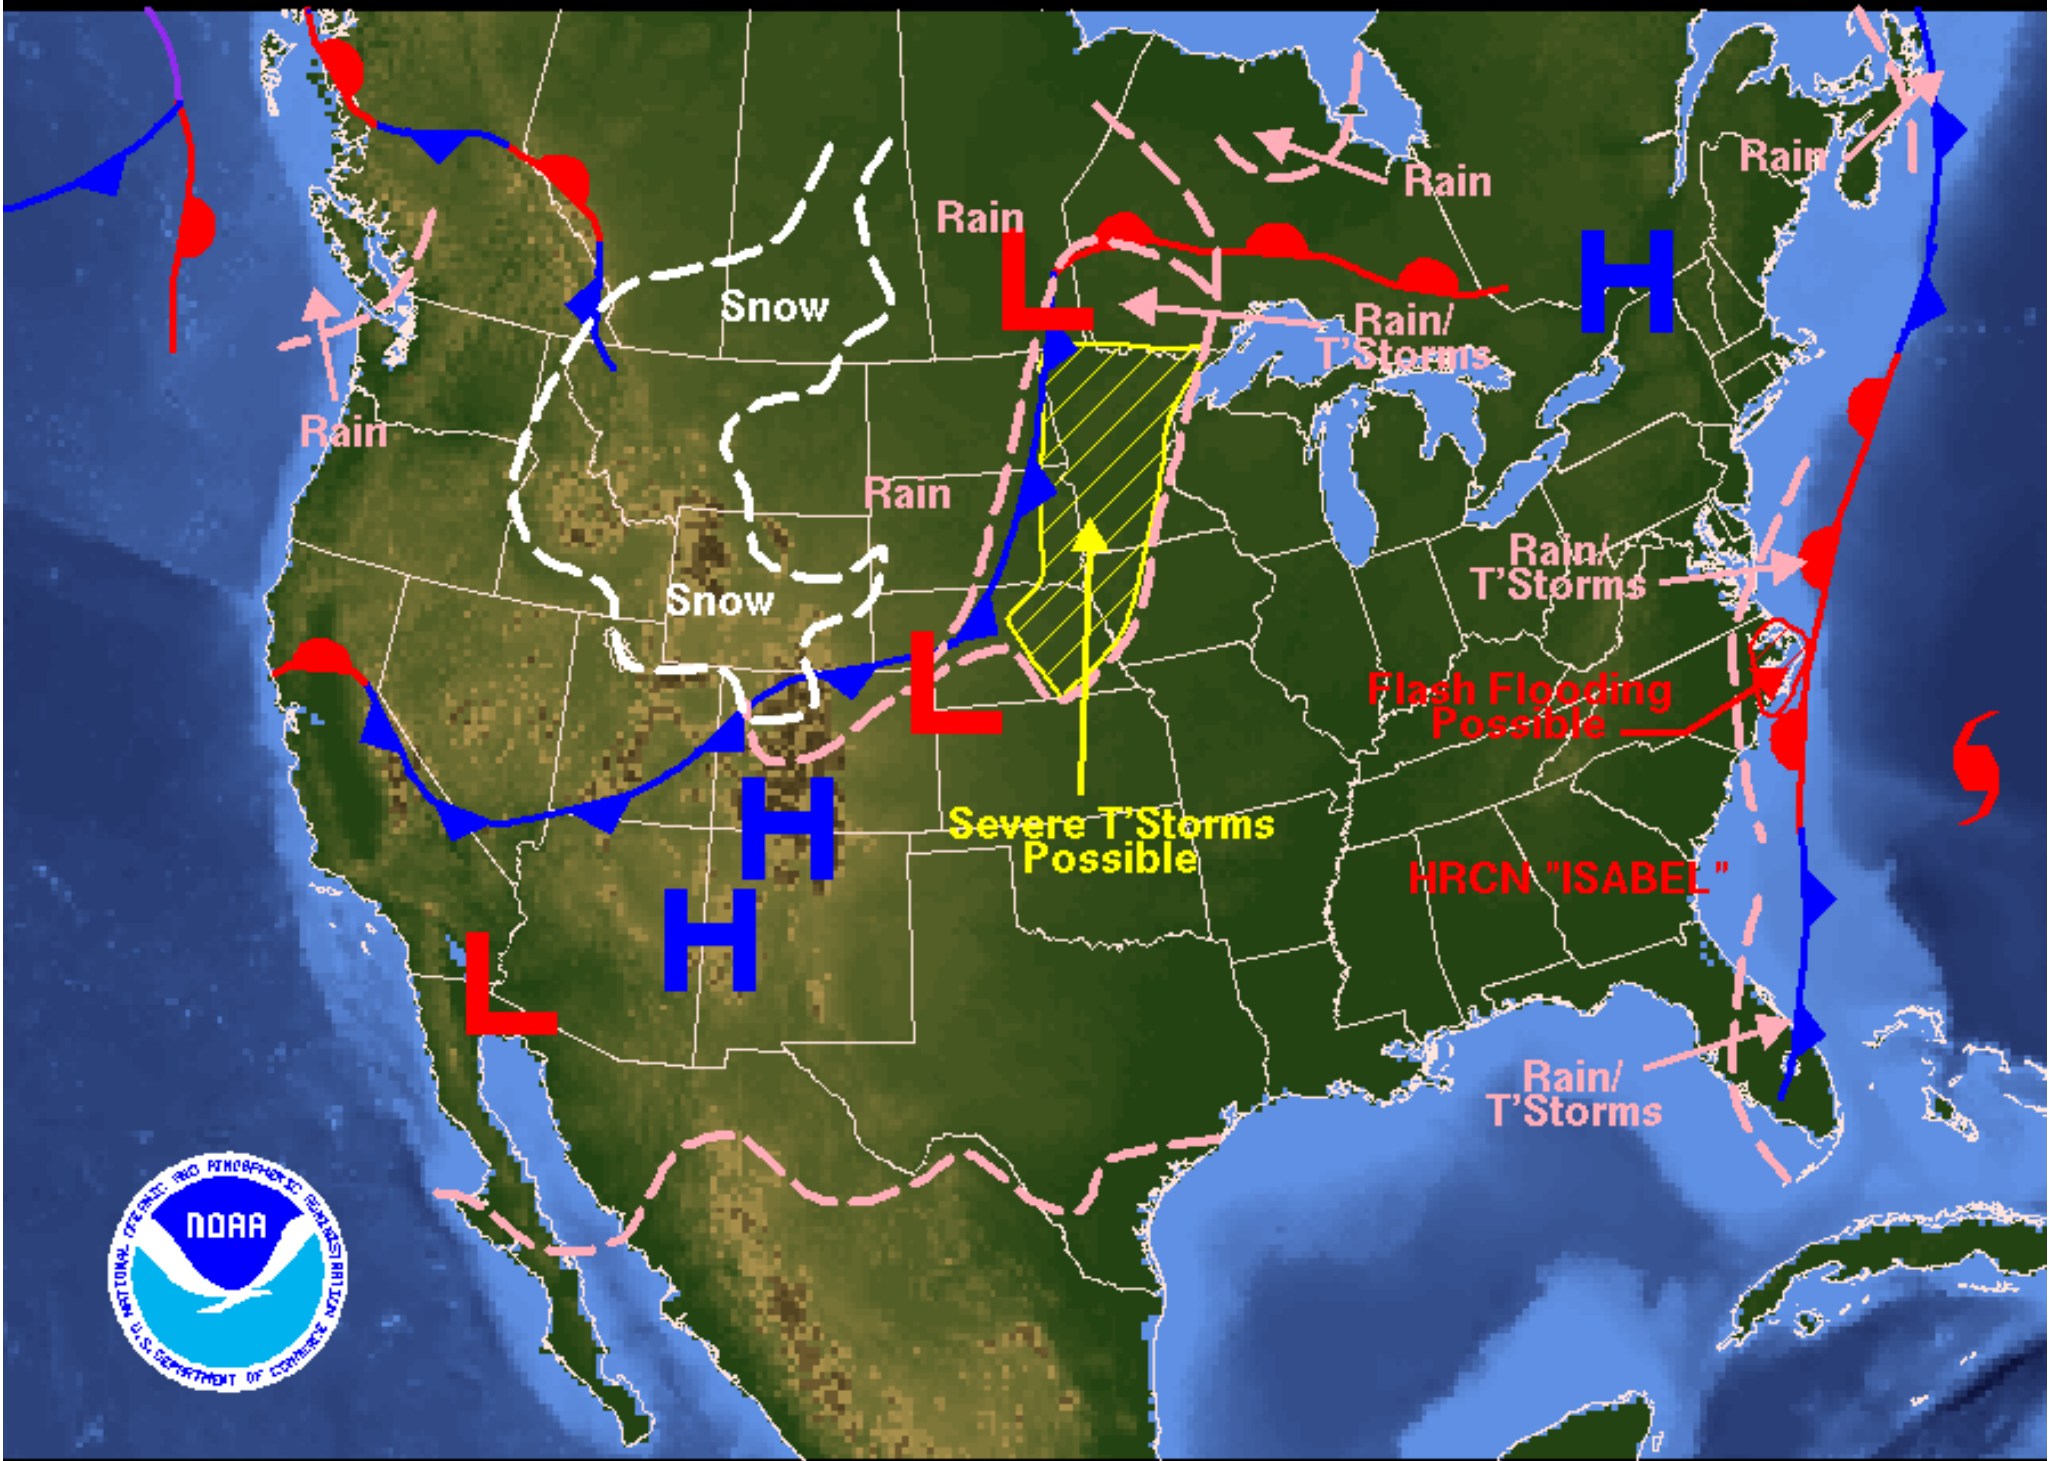 Rain
Rain
Rain
L
H
Snow
Rain/
T'Storms
Rain
Rain
Rain/
T'Storms
Snow
L
Flash Flooding
Possible
H
Severe T'Storms
Possible
HRCN "ISABEL"
H
L
Rain/
T'Storms
NATIONAL OCEANIC AND ATMOSPHERIC ADMINISTRATION
NOAA
U.S. DEPARTMENT OF COMMERCE